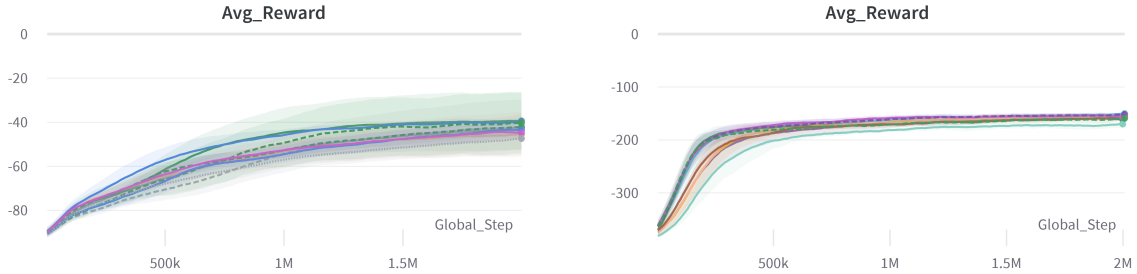 Avg_Reward
0
-20
-40
-60
-80
Global_Step
500k
1M
1.5M
Avg_Reward
0
-100
-200
-300
Global_Step
500k
1M
1.5M
2M